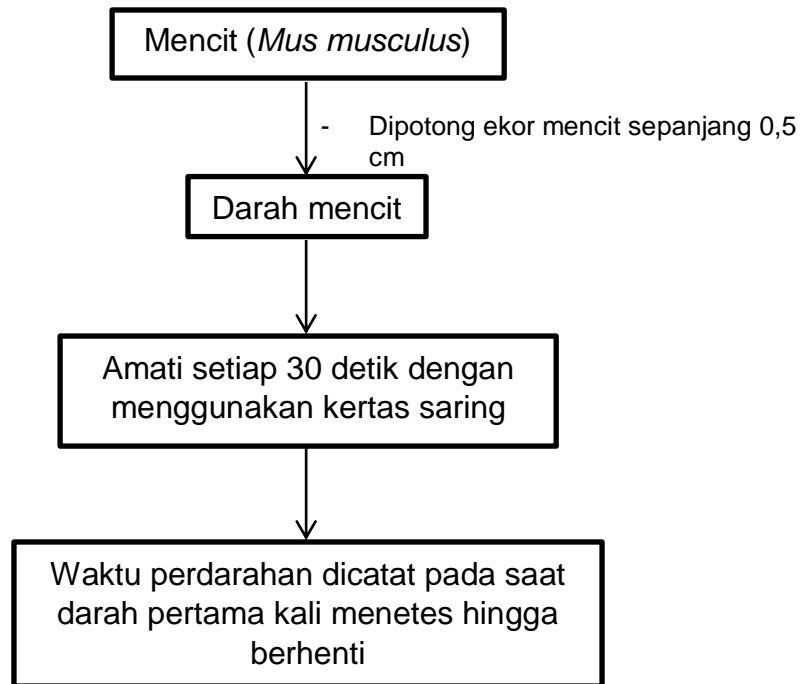 Mencit (Mus musculus)
- Dipotong ekor mencit sepanjang 0,5
cm
Darah mencit
Amati setiap 30 detik dengan
menggunakan kertas saring
Waktu perdarahan dicatat pada saat
darah pertama kali menetes hingga
berhenti